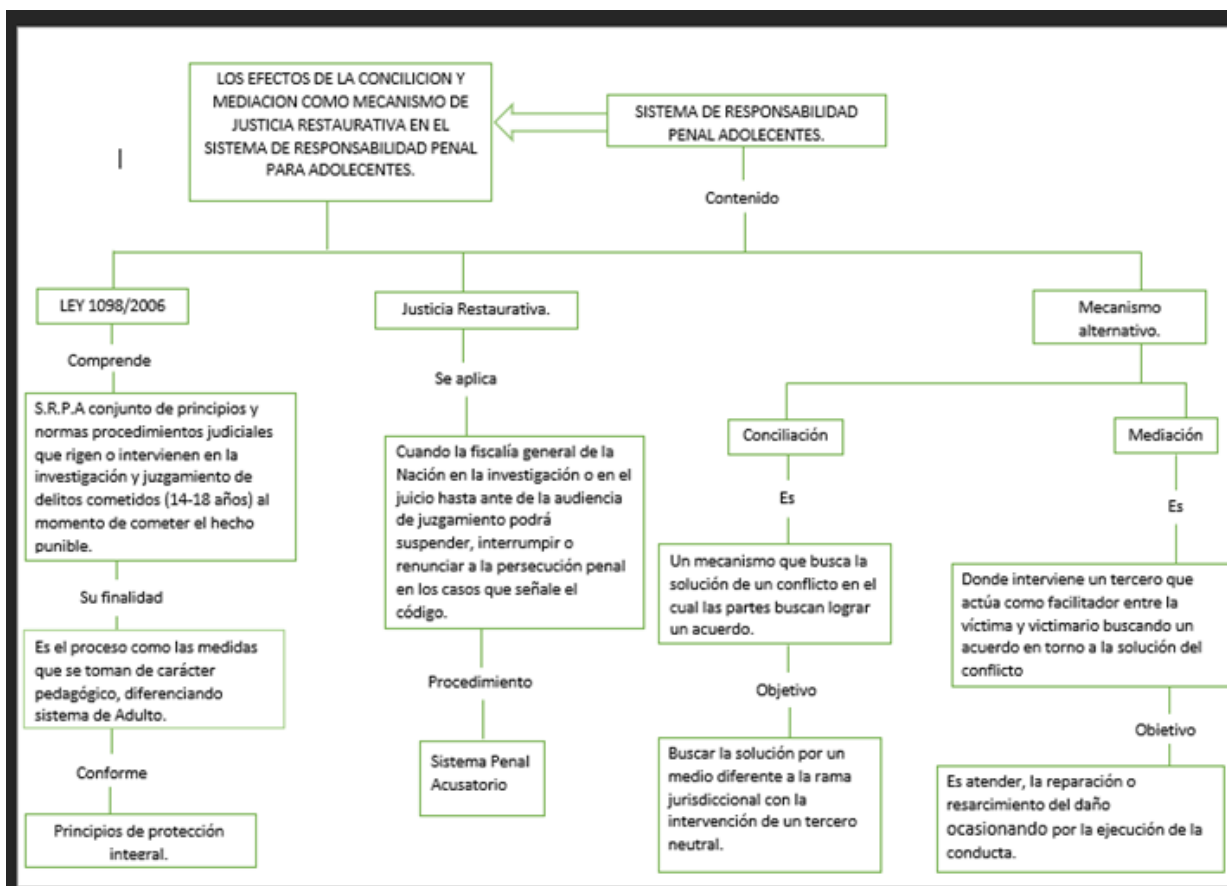 LOS EFECTOS DE LA CONCILICION Y
MEDIACION COMO MECANISMO DE
JUSTICIA RESTAURATIVA EN EL
SISTEMA DE RESPONSABILIDAD PENAL
PARA ADOLECENTES.
SISTEMA DE RESPONSABILIDAD
PENAL ADOLECENTES.
Contenido
LEY 1098/2006
Comprende
S.R.P.A conjunto de principios y
normas procedimientos judiciales
que rigen o intervienen en la
investigación y juzgamiento de
delitos cometidos (14-18 años) al
momento de cometer el hecho
punible.
Su finalidad
Es el proceso como las medidas
que se toman de carácter
pedagógico, diferenciando
sistema de Adulto.
Conforme
Principios de protección
integral.
Justicia Restaurativa.
Se aplica
Cuando la fiscalía general de la
Nación en la investigación o en el
juicio hasta ante de la audiencia
de juzgamiento podrá
suspender, interrumpir o
renunciar a la persecución penal
en los casos que señale el
código.
Procedimiento
Sistema Penal
Acusatorio
Mecanismo
alternativo.
Conciliación
Es
Un mecanismo que busca la
solución de un conflicto en el
cual las partes buscan lograr
un acuerdo.
Objetivo
Buscar la solución por un
medio diferente a la rama
jurisdiccional con la
intervención de un tercero
neutral.
Mediación
Es
Donde interviene un tercero que
actúa como facilitador entre la
víctima y victimario buscando un
acuerdo en torno a la solución del
conflicto
Objetivo
Es atender, la reparación o
resarcimiento del daño
ocasionando por la ejecución de la
conducta.